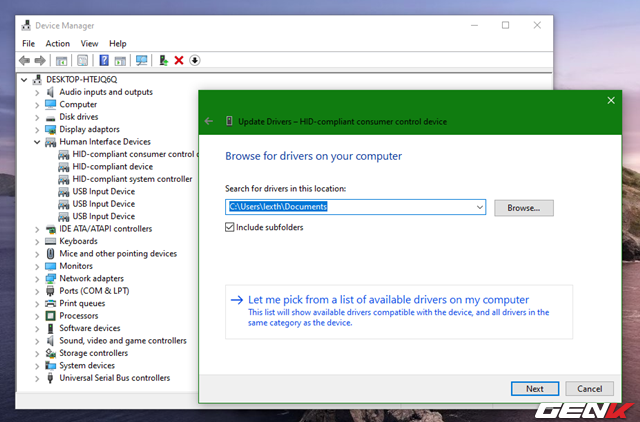 Device Manager
File Action View Help
DESKTOP-HTEJQ6Q
Audio inputs and outputs
Computer
Disk drives
Display adaptors
Human Interface Devices
HID-compliant consumer control
HID-compliant device
HID-compliant system controller
USB Input Device
USB Input Device
USB Input Device
IDE ATA/ATAPI controllers
Keyboards
Mice and other pointing devices
Monitors
Network adapters
Ports (COM & LPT)
Print queues
Processors
Software devices
Sound, video and game controllers
Storage controllers
System devices
Universal Serial Bus controllers
Update Drivers – HID-compliant consumer control device
Browse for drivers on your computer
Search for drivers in this location:
C:\Users\lexth\Documents
Browse...
Include subfolders
Let me pick from a list of available drivers on my computer
This list will show available drivers compatible with the device, and all drivers in the
same category as the device.
Next Cancel
GENK